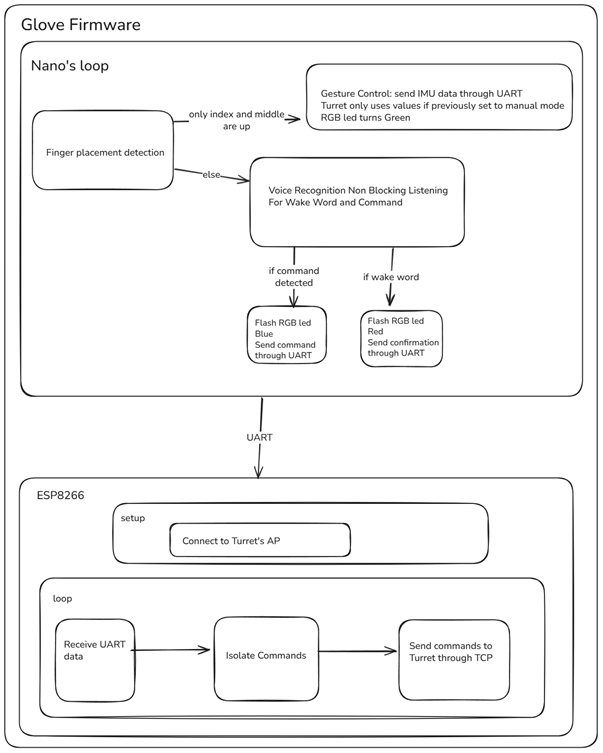 Glove Firmware
Nano's loop
Gesture Control: send IMU data through UART
Turret only uses values if previously set to manual mode
RGB led turns Green
only index and middle
are up
Finger placement detection
else
Voice Recognition Non Blocking Listening
For Wake Word and Command
if command
detected
if wake word
Flash RGB led
Blue
Send command
through UART
Flash RGB led
Red
Send confirmation
through UART
UART
ESP8266
setup
Connect to Turret's AP
loop
Receive UART
data
Isolate Commands
Send commands to
Turret through TCP